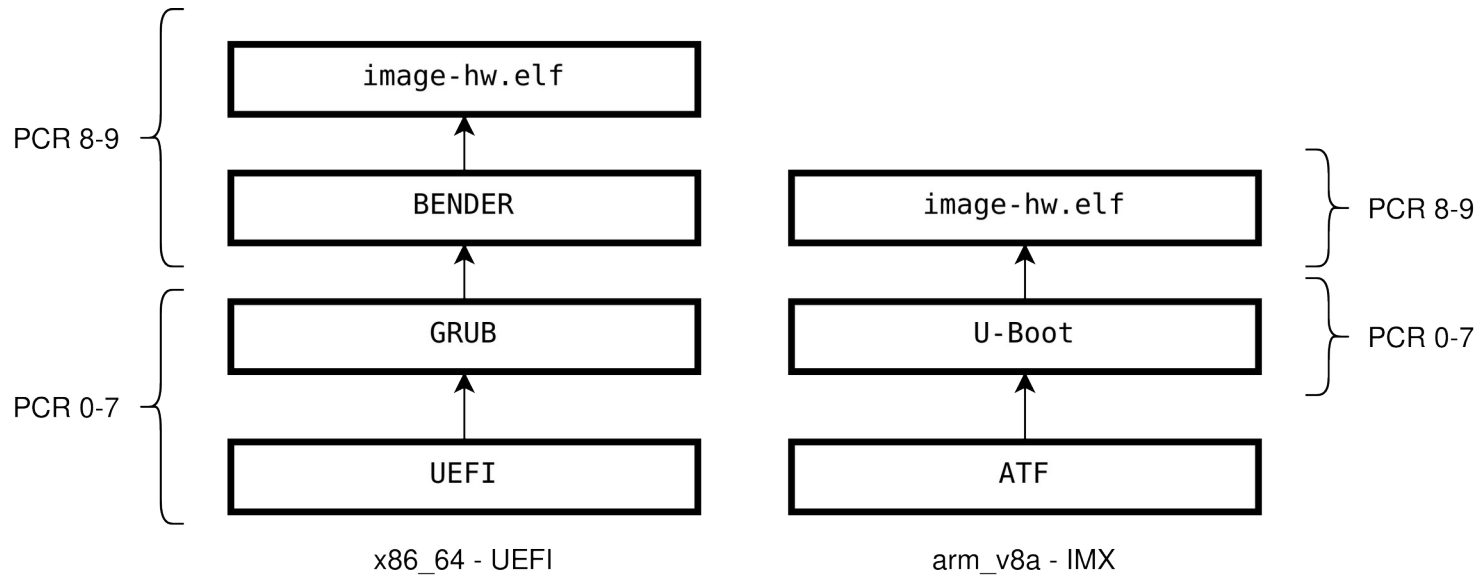 image-hw.elf
PCR 8-9
BENDER
GRUB
PCR 0-7
UEFI
x86_64 - UEFI
image-hw.elf
PCR 8-9
U-Boot
PCR 0-7
ATF
arm_v8a - IMX